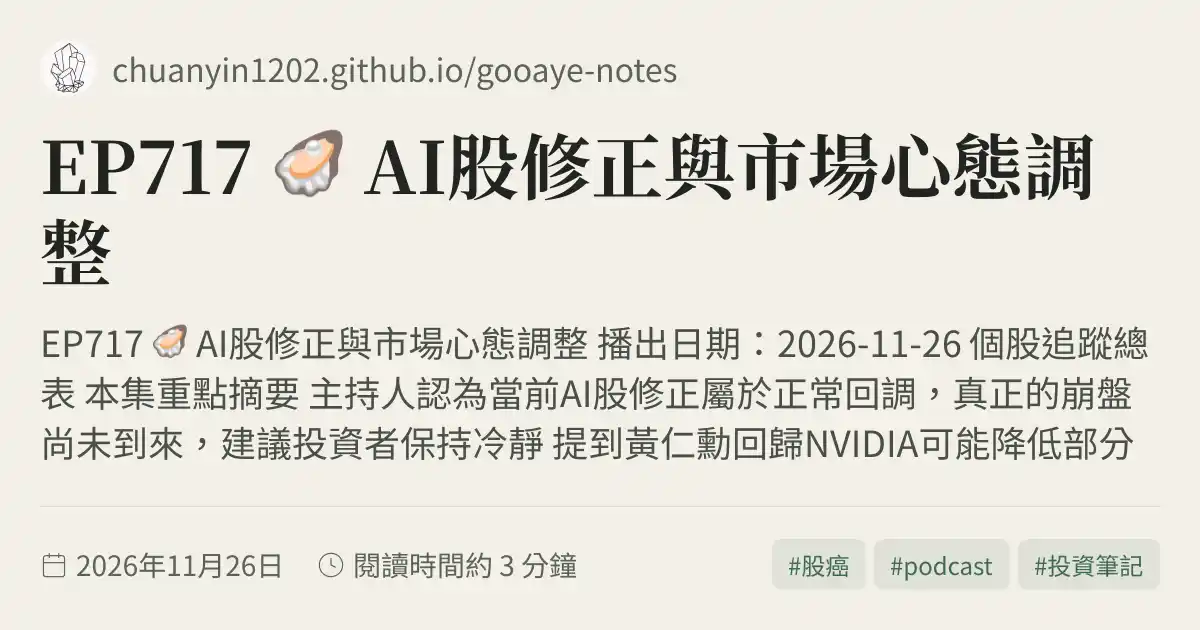 chuanyin1202.github.io/gooaye-notes
EP717 🦪 AI股修正與市場心態調
整
EP717 🦪 AI股修正與市場心態調整 播出日期：2026-11-26 個股追蹤總
表 本集重點摘要 主持人認為當前AI股修正屬於正常回調，真正的崩盤
尚未到來，建議投資者保持冷靜 提到黃仁勳回歸NVIDIA可能降低部分
2026年11月26日 閱讀時間約 3 分鐘 #股癌 #podcast #投資筆記